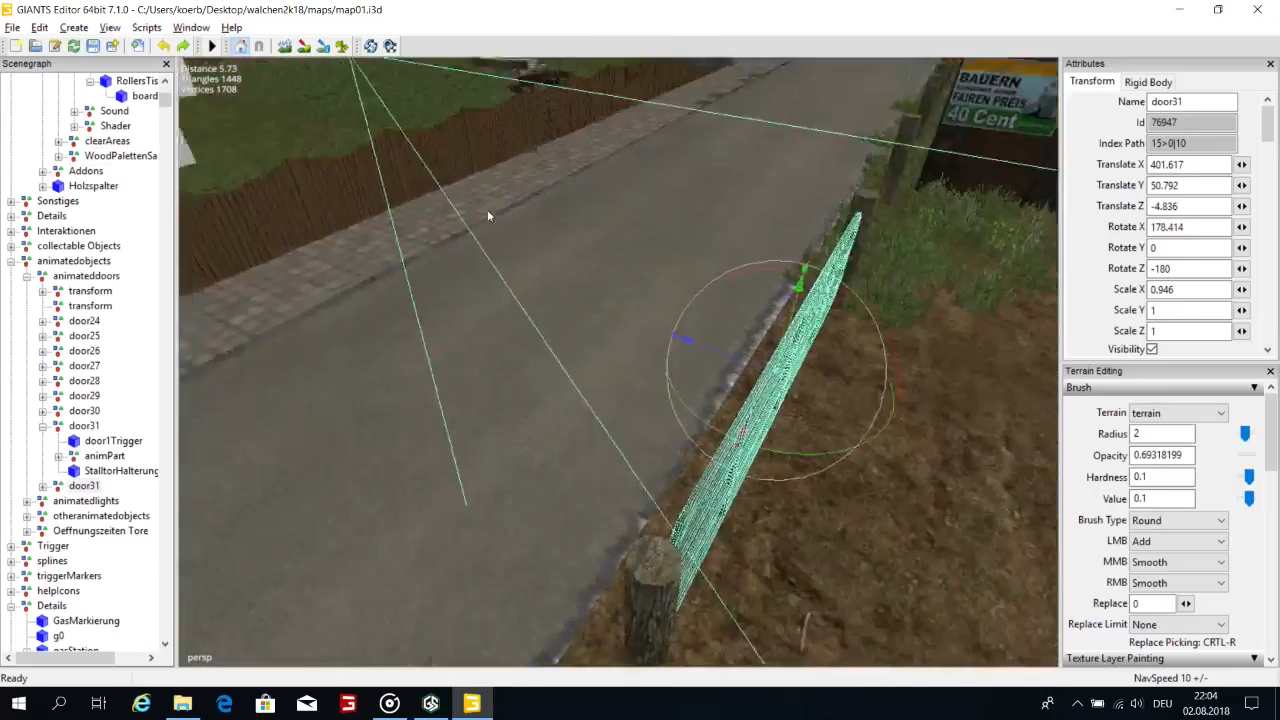 GIANTS Editor 64bit 7.1.0 - C:/Users/koerb/Desktop/walchen2k18/maps/map01.i3d
File Edit Create View Scripts Window Help
Scenegraph
RollersTis
board
Sound
Shader
clearAreas
WoodPalettenSa
Addons
Holzspalter
Sonstiges
Details
Interaktionen
collectable Objects
animatedobjects
animateddoors
transform
transform
door24
door25
door26
door27
door28
door29
door30
door31
door1Trigger
animPart
StalltorHalterung
door31
animatedlights
otheranimatedobjects
Oeffnungszeiten Tore
Trigger
splines
triggerMarkers
helpIcons
Details
GasMarkierung
g0
gasStation
Distance 5.73
Triangles 1448
Vertices 1708
BAUERN
FAIREN PREIS
40 Cent
persp
Attributes
Transform Rigid Body
Name door31
Id 76947
Index Path 15>0|10
Translate X 401.617
Translate Y 50.792
Translate Z -4.836
Rotate X 178.414
Rotate Y 0
Rotate Z -180
Scale X 0.946
Scale Y 1
Scale Z 1
Visibility
Terrain Editing
Brush
Terrain terrain
Radius 2
Opacity 0.69318199
Hardness 0.1
Value 0.1
Brush Type Round
LMB Add
MMB Smooth
RMB Smooth
Replace 0
Replace Limit None
Replace Picking: CRTL-R
Texture Layer Painting
Ready
NavSpeed 10 +/-
DEU
22:04
02.08.2018